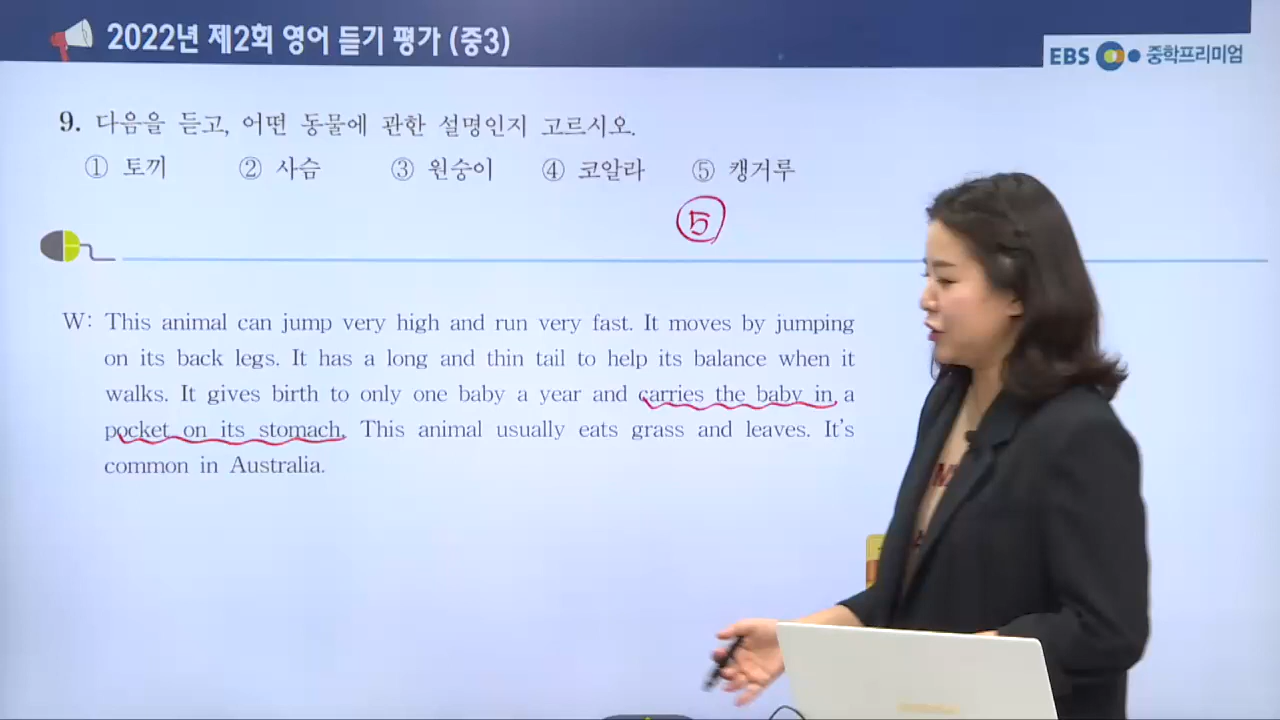 2022년 제2회 영어 듣기 평가 (중3)
EBS 중학프리미엄
9. 다음을 듣고, 어떤 동물에 관한 설명인지 고르시오.
① 토끼 ② 사슴 ③ 원숭이 ④ 코알라 ⑤ 캥거루
5
W: This animal can jump very high and run very fast. It moves by jumping
on its back legs. It has a long and thin tail to help its balance when it
walks. It gives birth to only one baby a year and carries the baby in a
pocket on its stomach. This animal usually eats grass and leaves. It's
common in Australia.